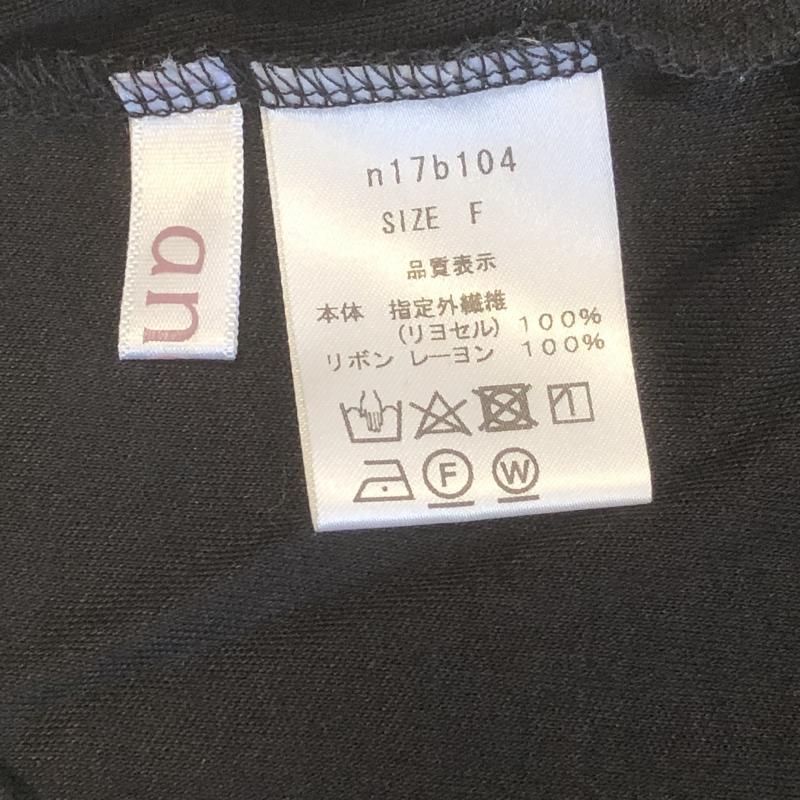 an
n17b104
SIZE F
品質表示
本体 指定外繊維
(リヨセル) 100%
リボン レーヨン 100%
F W